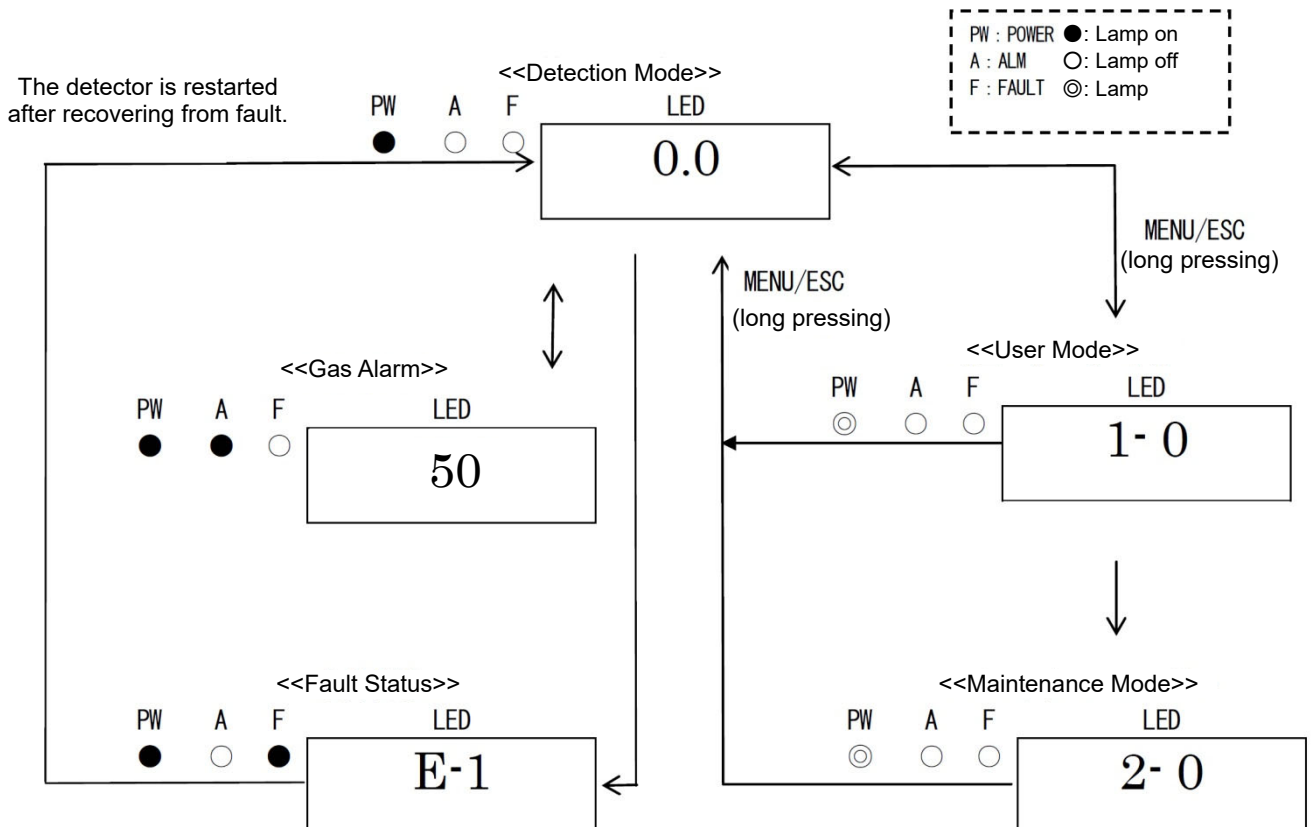 PW : POWER ●: Lamp on
A : ALM ○: Lamp off
F : FAULT ◎: Lamp
The detector is restarted
after recovering from fault.
<<Detection Mode>>
PW A F LED
● ○ ○
0.0
MENU/ESC
(long pressing)
MENU/ESC
(long pressing)
<<Gas Alarm>>
PW A F LED
● ● ○
50
<<User Mode>>
PW A F LED
◎ ○ ○
1- 0
<<Fault Status>>
PW A F LED
● ○ ●
E-1
<<Maintenance Mode>>
PW A F LED
◎ ○ ○
2- 0